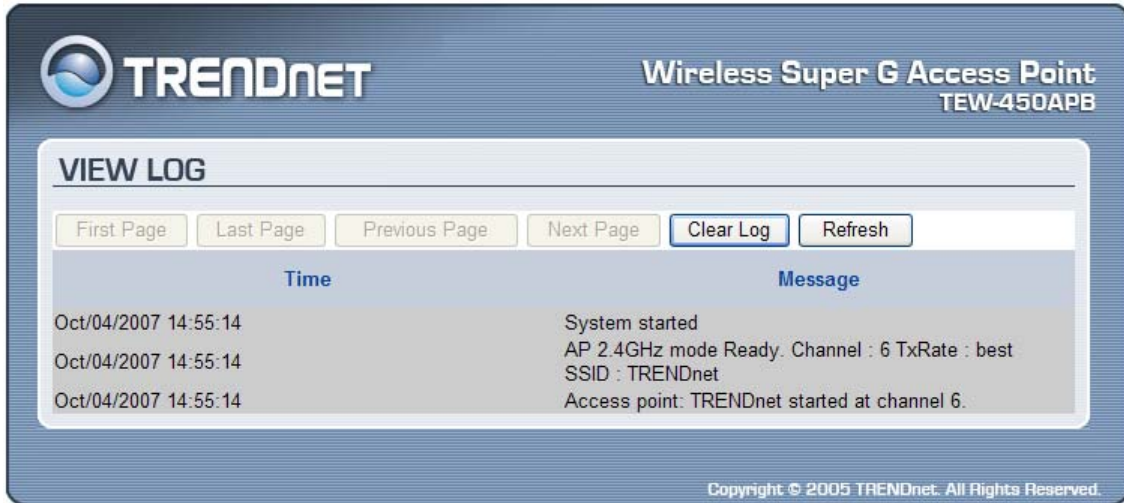 TRENDnet
Wireless Super G Access Point
TEW-450APB
VIEW LOG
First Page Last Page Previous Page Next Page Clear Log Refresh
Time Message
Oct/04/2007 14:55:14 System started
Oct/04/2007 14:55:14 AP 2.4GHz mode Ready. Channel : 6 TxRate : best
SSID : TRENDnet
Oct/04/2007 14:55:14 Access point: TRENDnet started at channel 6.
Copyright © 2005 TRENDnet. All Rights Reserved.